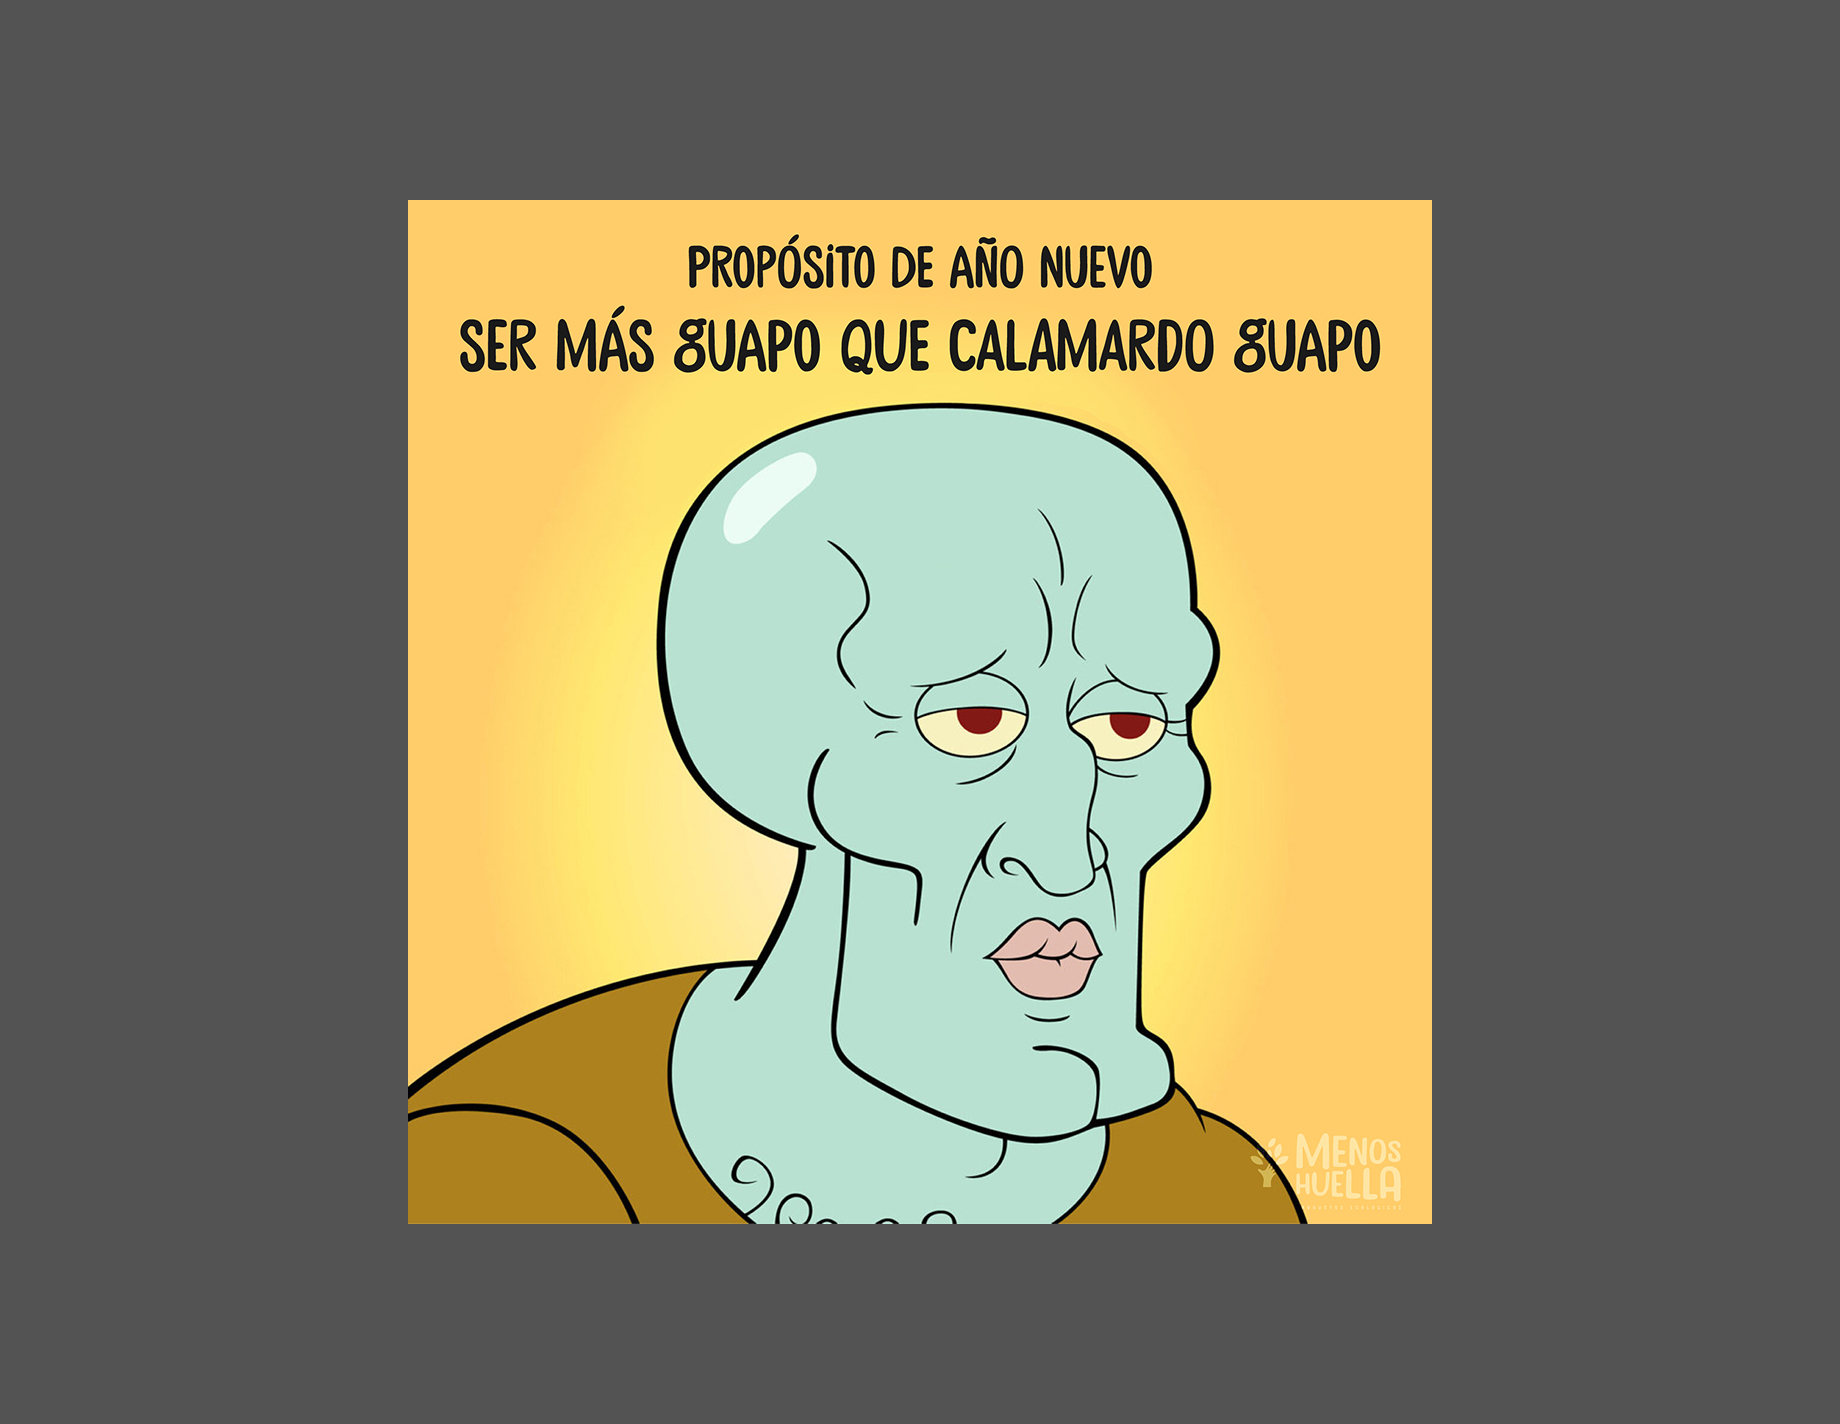 PROPÓSITO DE AÑO NUEVO
SER MÁS GUAPO QUE CALAMARDO GUAPO
MENOS
HUELLA